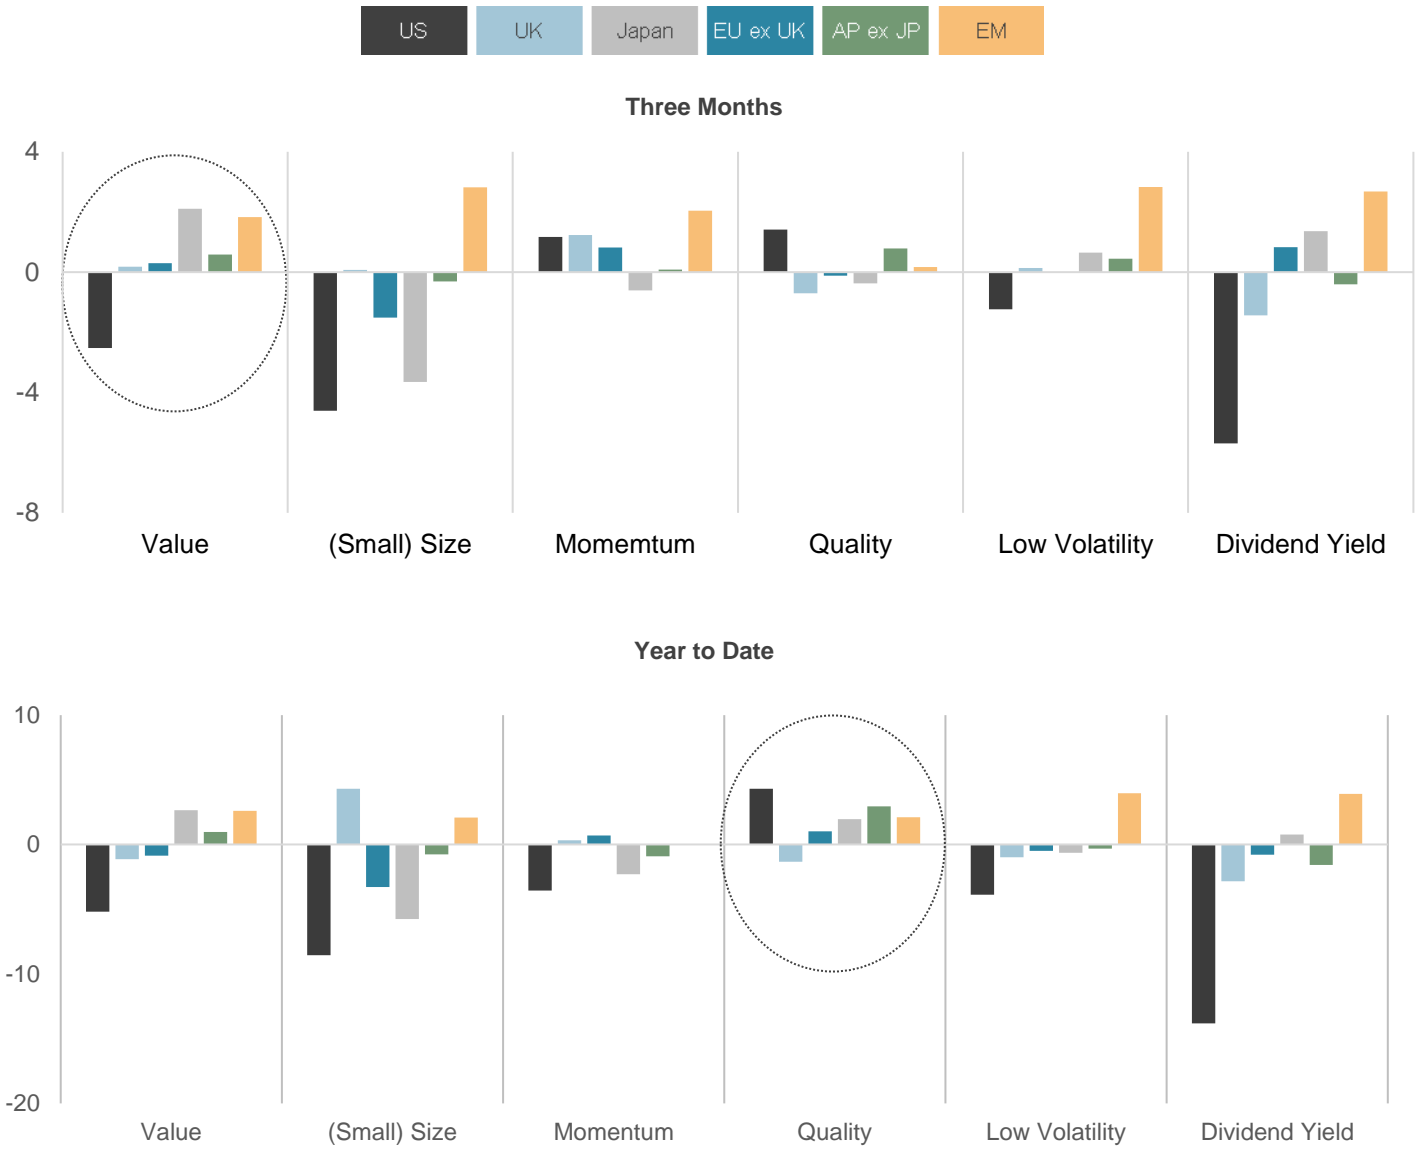 US UK Japan EU ex UK AP ex JP EM
Three Months
4
0
-4
-8
Value (Small) Size Momemtum Quality Low Volatility Dividend Yield
Year to Date
10
0
-10
-20
Value (Small) Size Momentum Quality Low Volatility Dividend Yield